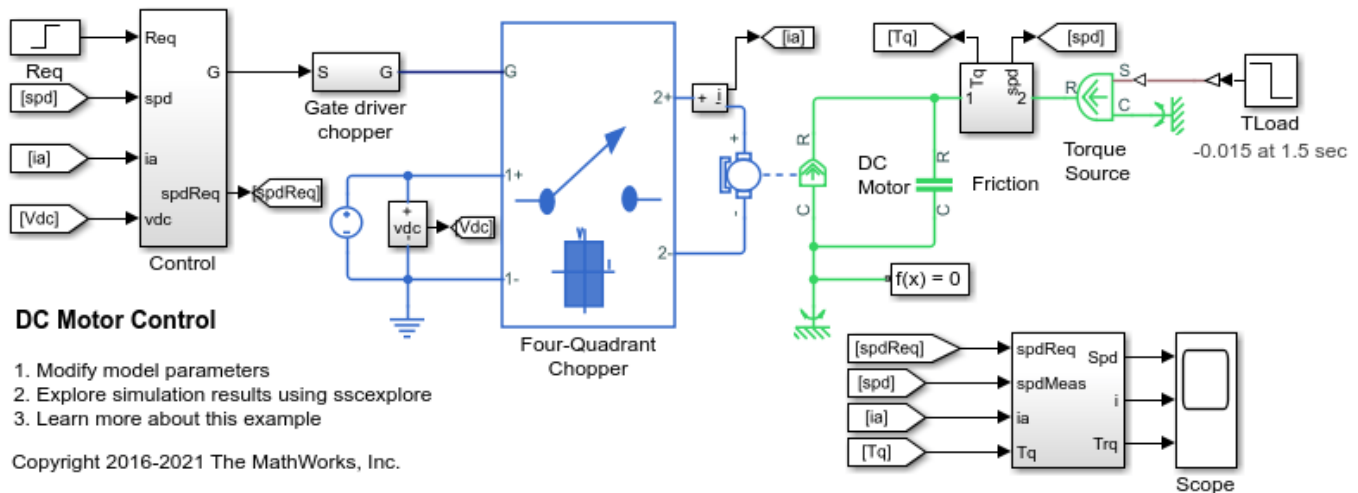 Req
[spd]
[ia]
[Vdc]
Req
spd
ia
vdc
G
spdReq
Control
[spdReq]
S
G
Gate driver
chopper
G
1+
1-
2+
2-
Four-Quadrant
Chopper
+
vdc
[Vdc]
+
i
-
[ia]
+
-
R
C
DC
Motor
R
C
f(x) = 0
[Tq]
[spd]
Tq
spd
1
2
Friction
R
S
C
Torque
Source
TLoad
-0.015 at 1.5 sec
DC Motor Control
1. Modify model parameters
2. Explore simulation results using sscexplore
3. Learn more about this example
Copyright 2016-2021 The MathWorks, Inc.
[spdReq]
[spd]
[ia]
[Tq]
spdReq
spdMeas
ia
Tq
Spd
i
Trq
Scope